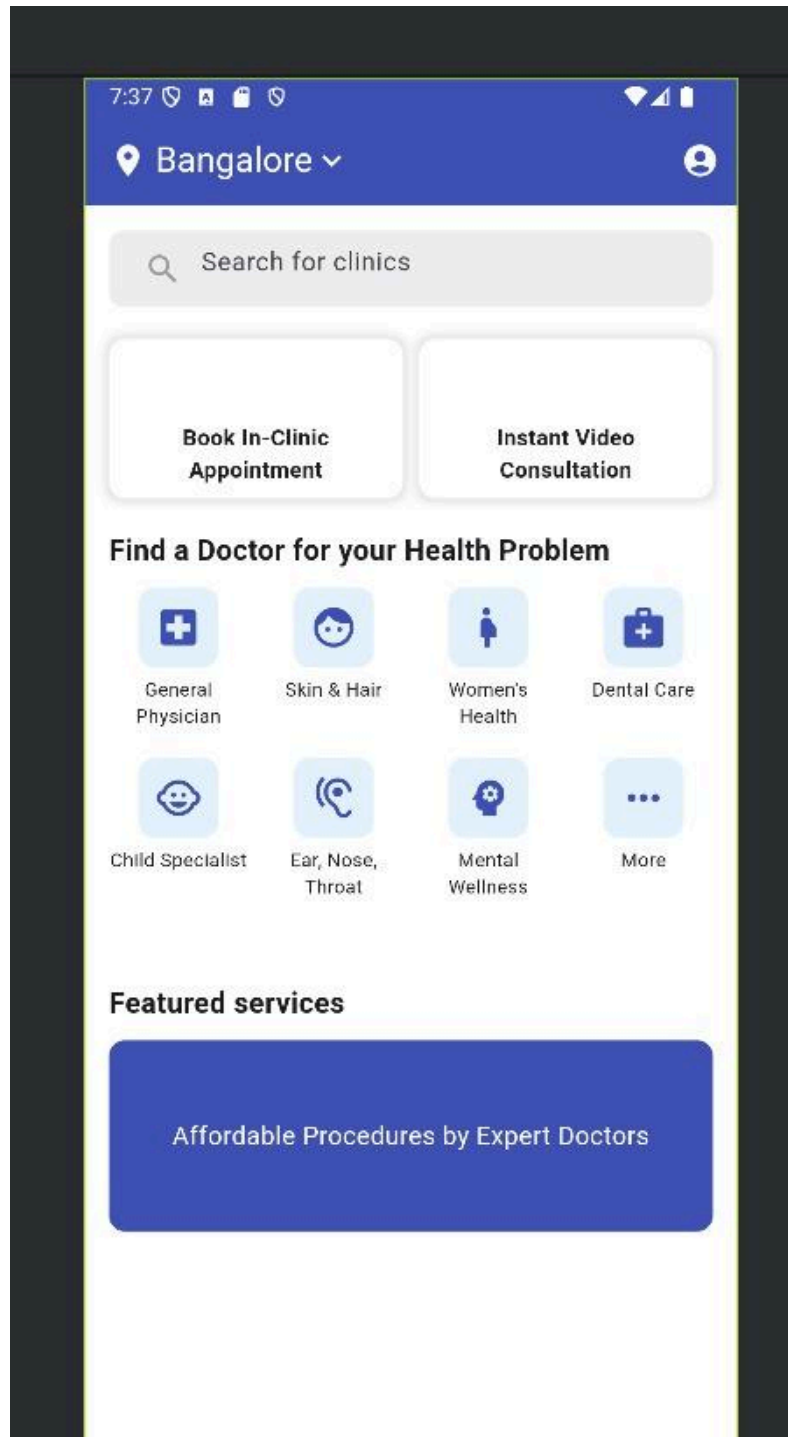 7:37
Bangalore
Search for clinics
Book In-Clinic
Appointment
Instant Video
Consultation
Find a Doctor for your Health Problem
General
Physician
Skin & Hair
Women's
Health
Dental Care
Child Specialist
Ear, Nose,
Throat
Mental
Wellness
More
Featured services
Affordable Procedures by Expert Doctors